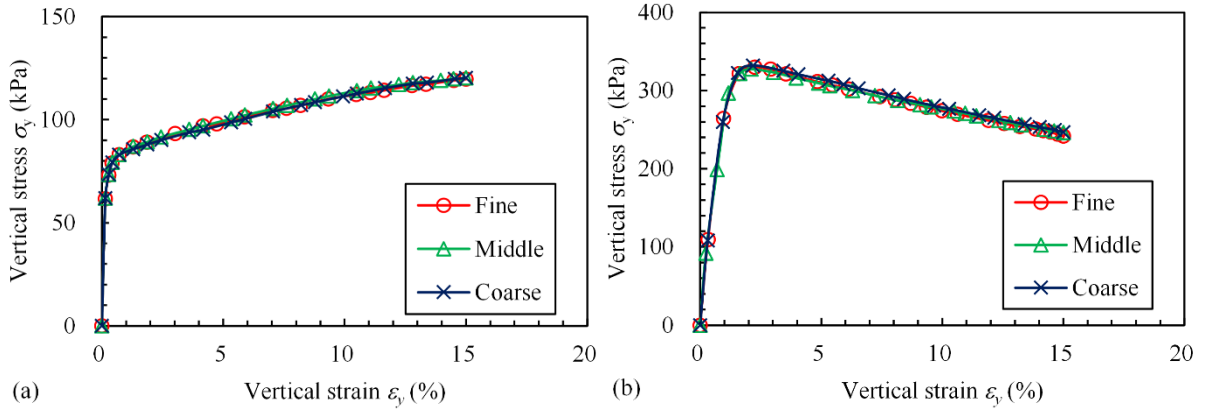 150
100
50
0
Vertical stress σy (kPa)
Fine
Middle
Coarse
0 5 10 15 20
(a) Vertical strain εy (%)
400
300
200
100
0
Vertical stress σy (kPa)
Fine
Middle
Coarse
0 5 10 15 20
(b) Vertical strain εy (%)